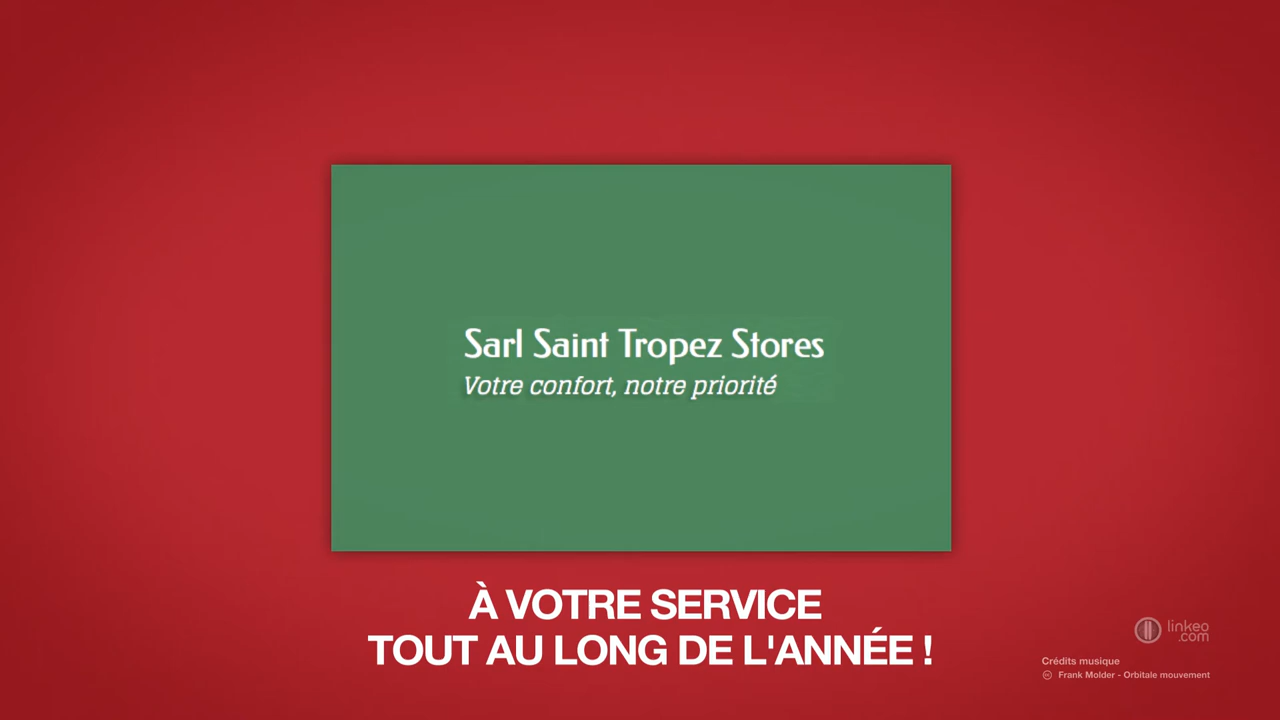 Sarl Saint Tropez Stores
Votre confort, notre priorité
À VOTRE SERVICE
TOUT AU LONG DE L'ANNÉE !
linkeo
.com
Crédits musique
cc Frank Molder - Orbitale mouvement